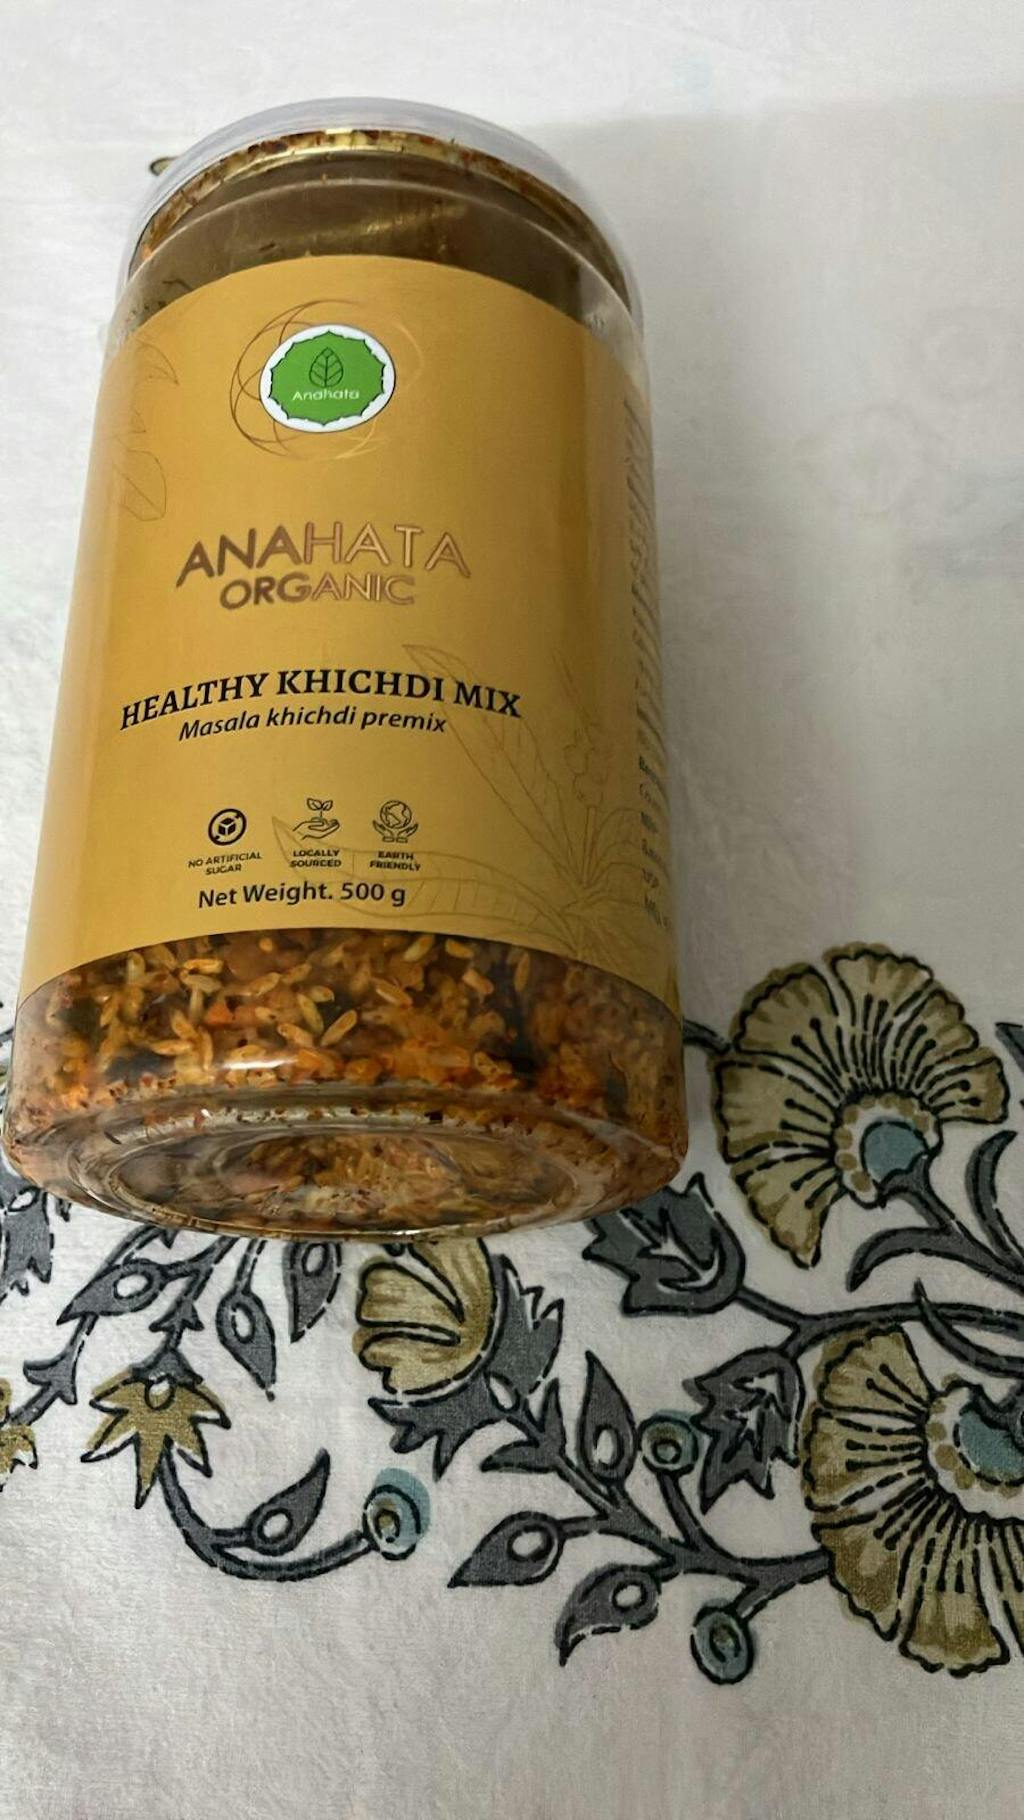 Anahata
ANAHATA
ORGANIC
HEALTHY KHICHDI MIX
Masala khichdi premix
NO ARTIFICIAL
SUGAR
LOCALLY
SOURCED
EARTH
FRIENDLY
Net Weight. 500 g